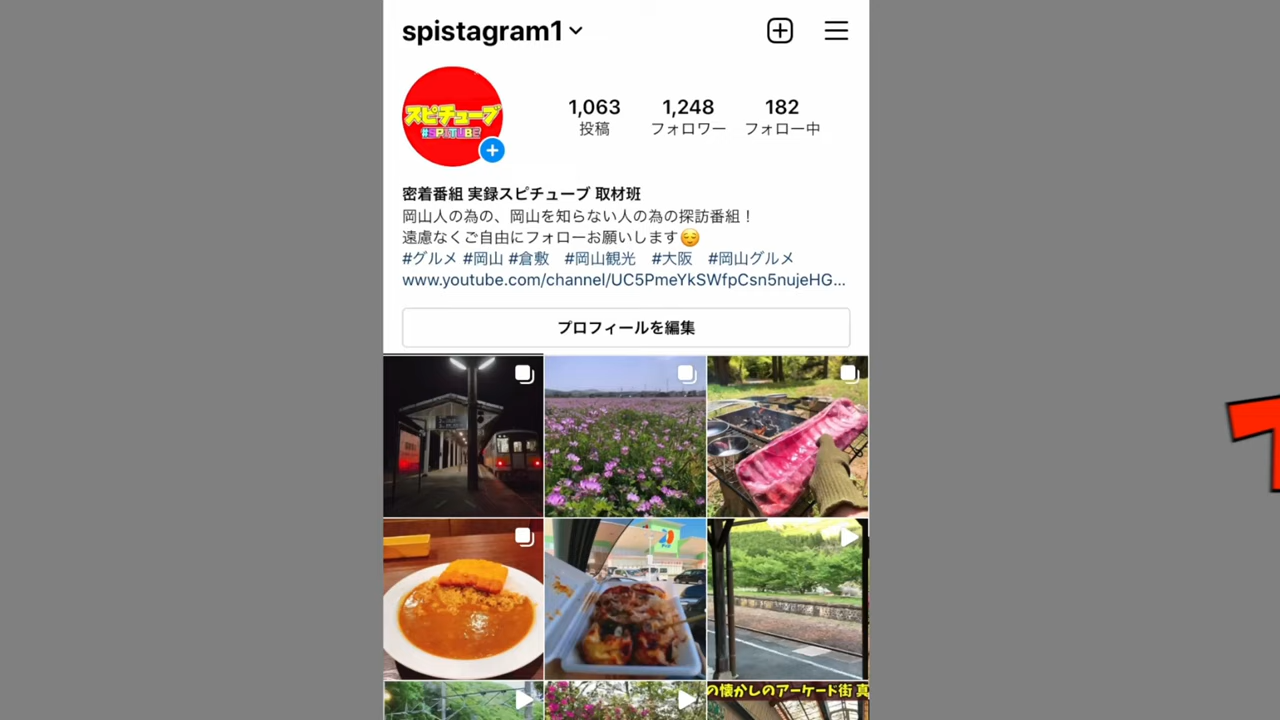 spistagram1
スピチューブ
#SPITUBE
1,063
投稿
1,248
フォロワー
182
フォロー中
密着番組 実録スピチューブ 取材班
岡山人の為の、岡山を知らない人の為の探訪番組！
遠慮なくご自由にフォローお願いします😌
#グルメ #岡山 #倉敷　#岡山観光　#大阪　#岡山グルメ
www.youtube.com/channel/UC5PmeYkSWfpCsn5nujeHG...
プロフィールを編集
の懐かしのアーケード街 真